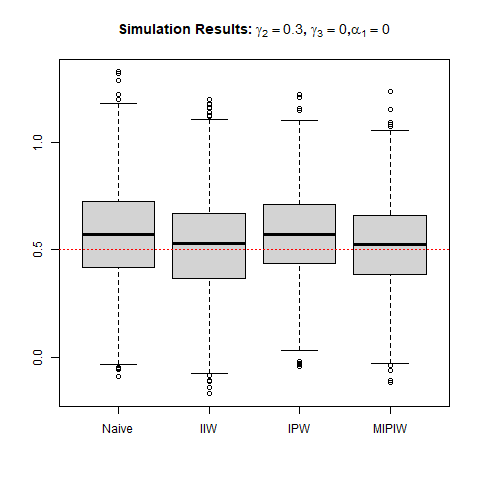 Simulation Results: γ₂ = 0.3, γ₃ = 0,α₁ = 0
1.0
0.5
0.0
Naive IIW IPW MIPIW